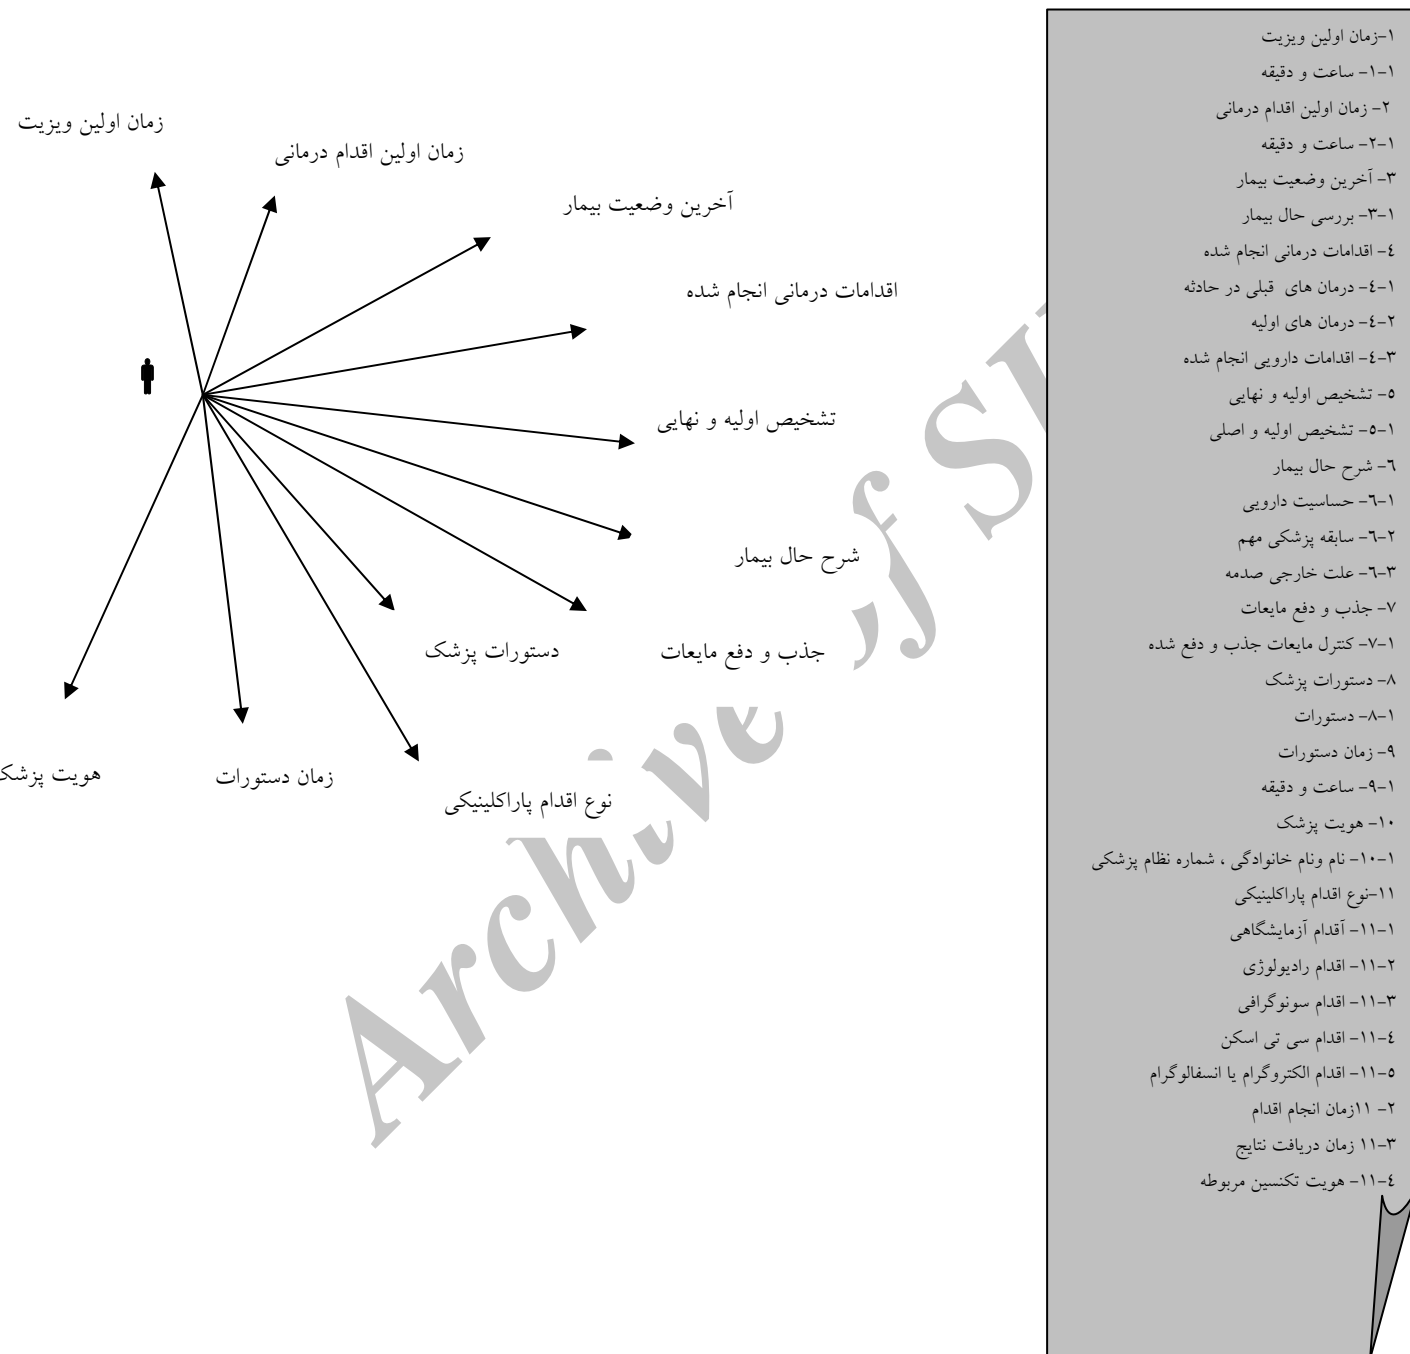 زمان اولین ویزیت
زمان اولین اقدام درمانی
آخرین وضعیت بیمار
اقدامات درمانی انجام شده
تشخیص اولیه و نهایی
شرح حال بیمار
جذب و دفع مایعات
دستورات پزشک
نوع اقدام پاراکلینیکی
زمان دستورات
هویت پزشک
Archive of SI
۱-زمان اولین ویزیت
۱-۱- ساعت و دقیقه
۲- زمان اولین اقدام درمانی
۲-۱- ساعت و دقیقه
۳- آخرین وضعیت بیمار
۳-۱- بررسی حال بیمار
٤- اقدامات درمانی انجام شده
٤-۱- درمان های قبلی در حادثه
٤-۲- درمان های اولیه
٤-۳- اقدامات دارویی انجام شده
٥- تشخیص اولیه و نهایی
٥-۱- تشخیص اولیه و اصلی
٦- شرح حال بیمار
٦-۱- حساسیت دارویی
٦-۲- سابقه پزشکی مهم
٦-۳- علت خارجی صدمه
۷- جذب و دفع مایعات
۷-۱- کنترل مایعات جذب و دفع شده
۸- دستورات پزشک
۸-۱- دستورات
۹- زمان دستورات
۹-۱- ساعت و دقیقه
۱۰- هویت پزشک
۱۰-۱- نام ونام خانوادگی ، شماره نظام پزشکی
۱۱-نوع اقدام پاراکلینیکی
۱۱-۱- آقدام آزمایشگاهی
۱۱-۲- اقدام رادیولوژی
۱۱-۳- اقدام سونوگرافی
۱۱-٤- اقدام سی تی اسکن
۱۱-٥- اقدام الکتروگرام یا انسفالوگرام
۲- ۱۱زمان انجام اقدام
۱۱-۳ زمان دریافت نتایج
۱۱-٤- هویت تکنسین مربوطه